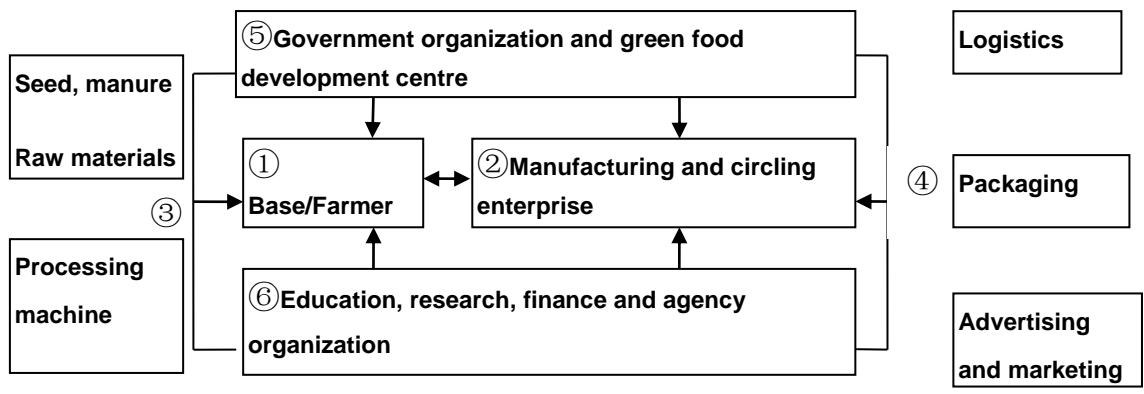 ⑤Government organization and green food
development centre
Logistics
Seed, manure
Raw materials
①
Base/Farmer
②Manufacturing and circling
enterprise
③
④
Packaging
Processing
machine
⑥Education, research, finance and agency
organization
Advertising
and marketing